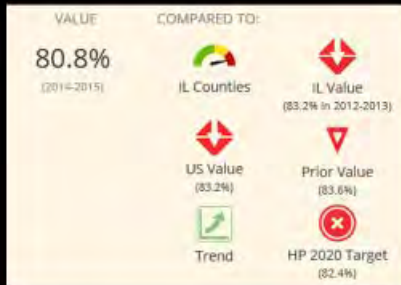 VALUE COMPARED TO:
80.8%
(2014-2015)
IL Counties
IL Value
(83.2% in 2012-2013)
US Value
(83.2%)
Prior Value
(83.6%)
Trend
HP 2020 Target
(82.4%)